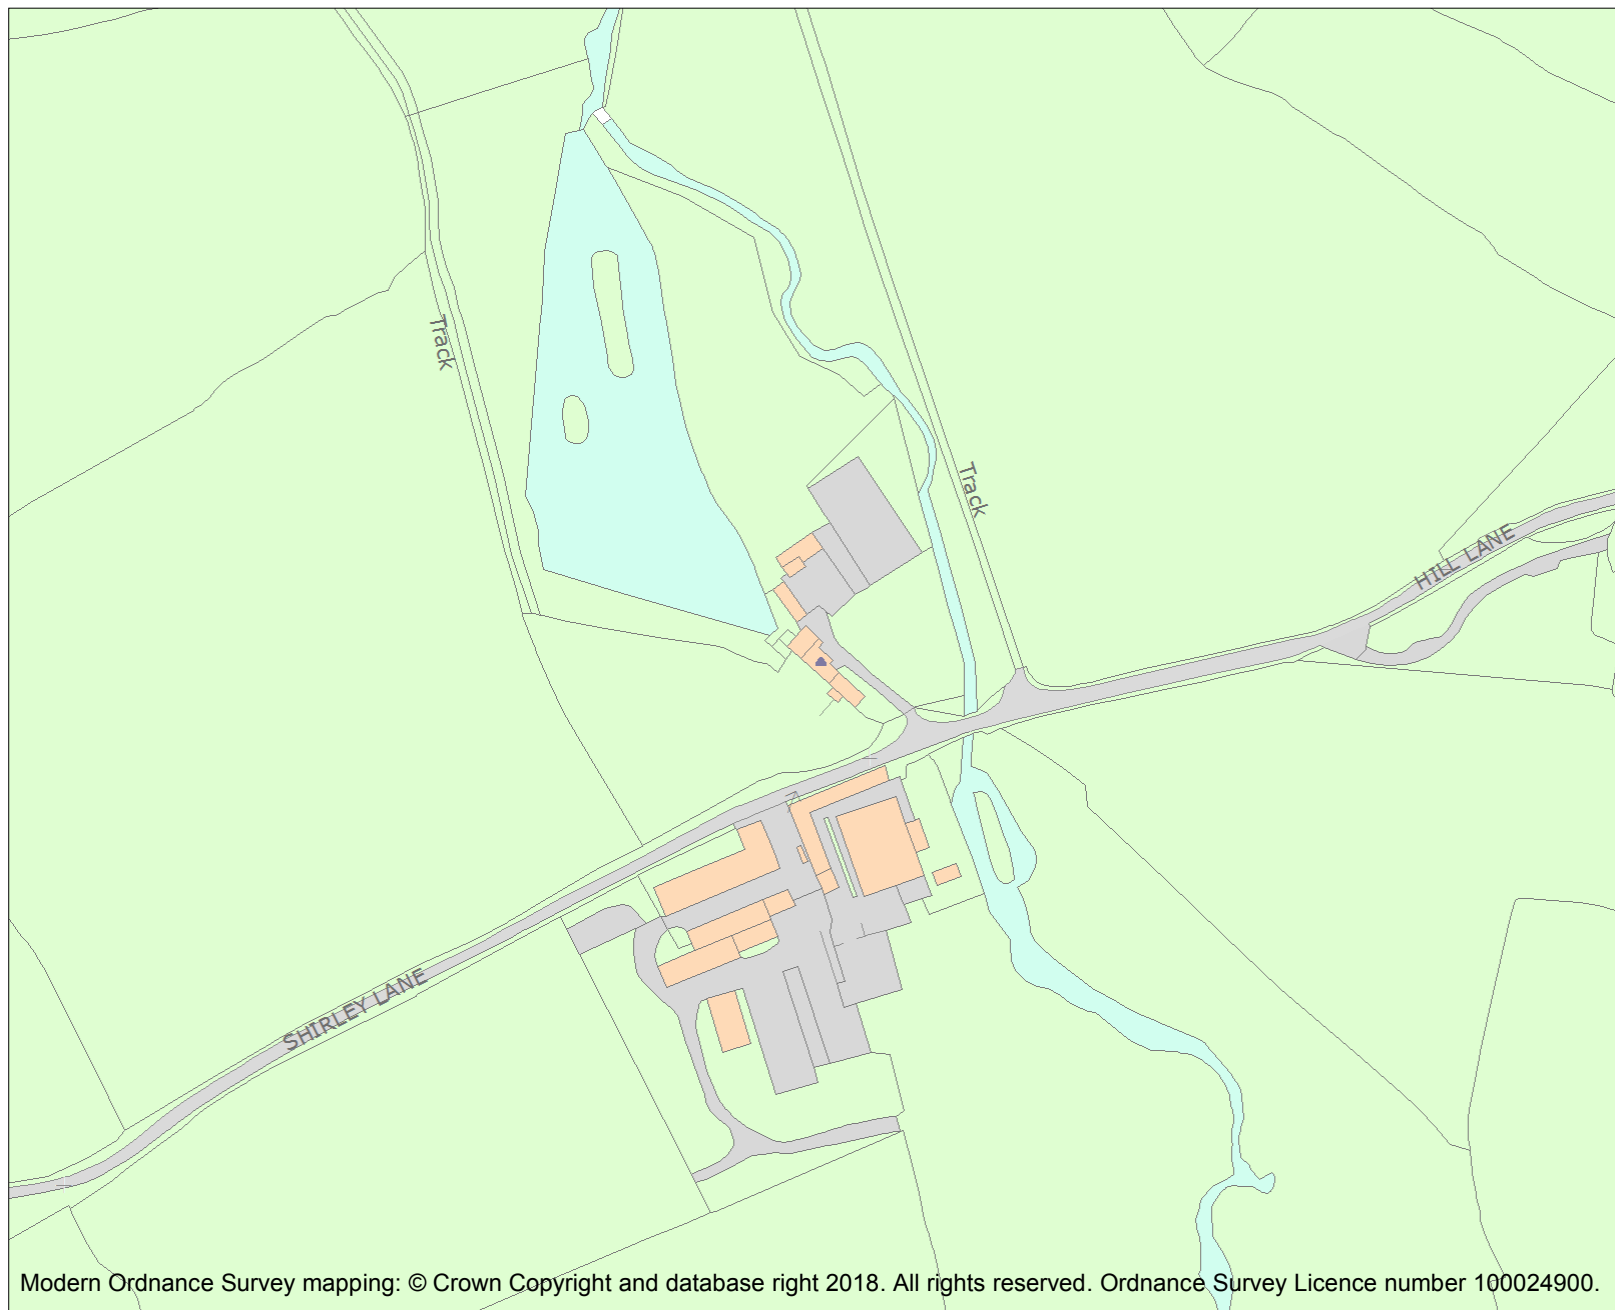 Track
Track
HILL LANE
SHIRLEY LANE
Modern Ordnance Survey mapping: © Crown Copyright and database right 2018. All rights reserved. Ordnance Survey Licence number 100024900.